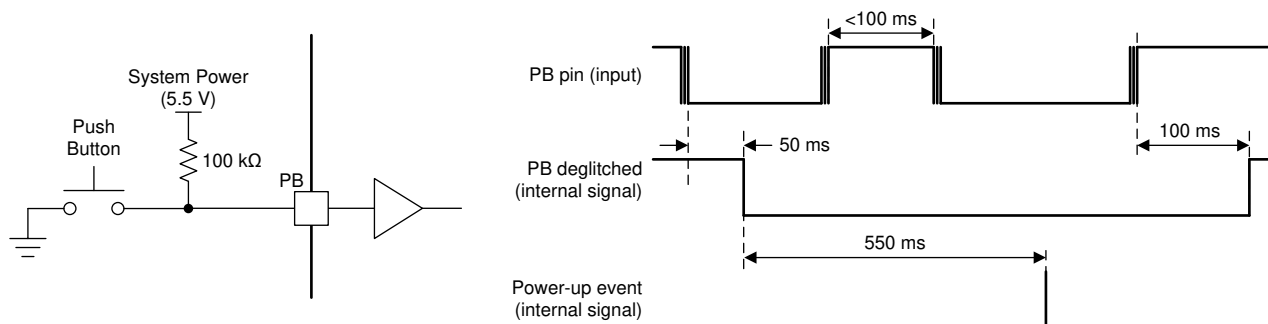 System Power
(5.5 V)
Push
Button
100 kΩ
PB
PB pin (input)
<100 ms
PB deglitched
(internal signal)
50 ms
100 ms
550 ms
Power-up event
(internal signal)